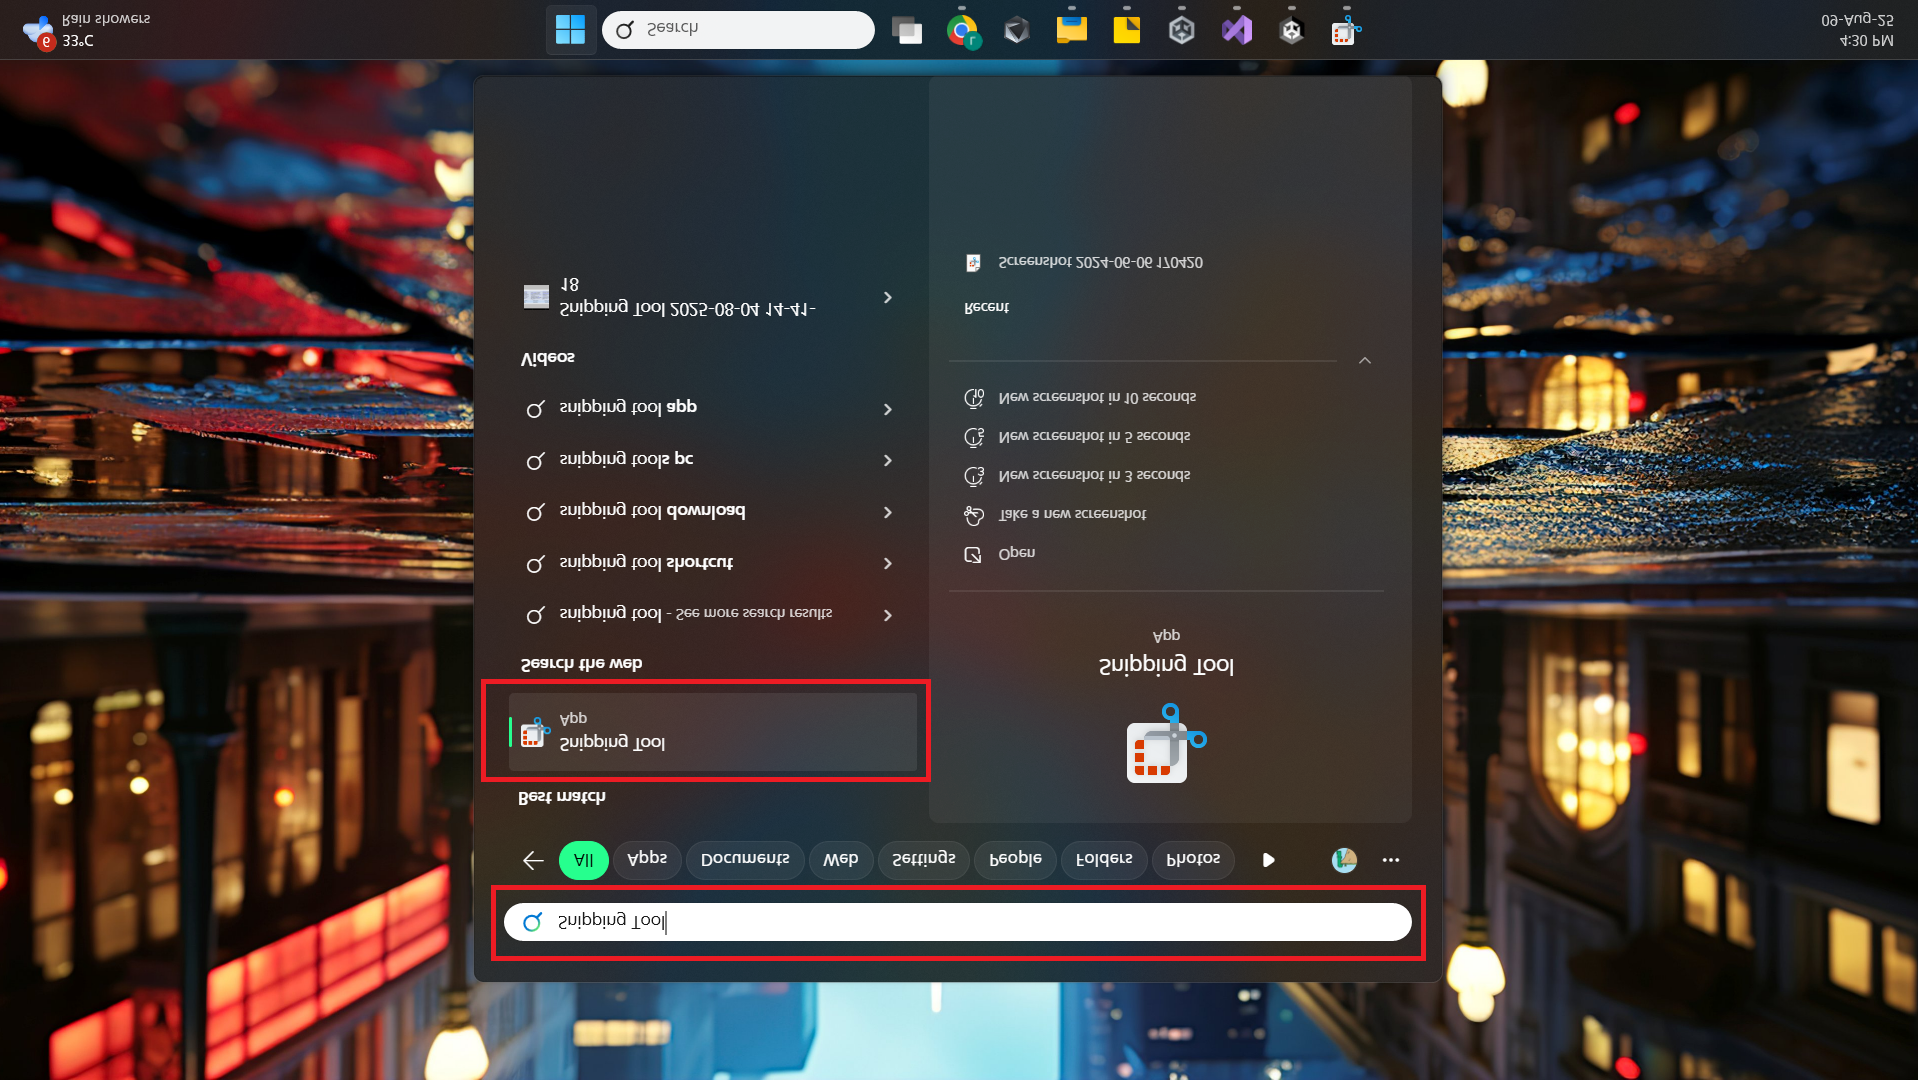 Snipping Tool
All Apps Documents Web Settings People Folders Photos
Best match
Snipping Tool
App
Search the web
snipping tool - See more search results
snipping tool shortcut
snipping tool download
snipping tools pc
snipping tool app
Videos
Snipping Tool 2025-08-04 14-41-
18
Snipping Tool
App
Open
Take a new screenshot
New screenshot in 3 seconds
New screenshot in 5 seconds
New screenshot in 10 seconds
Recent
Screenshot 2024-06-06 170420
6
33°C
Rain showers
Search
L
4:30 PM
09-Aug-25